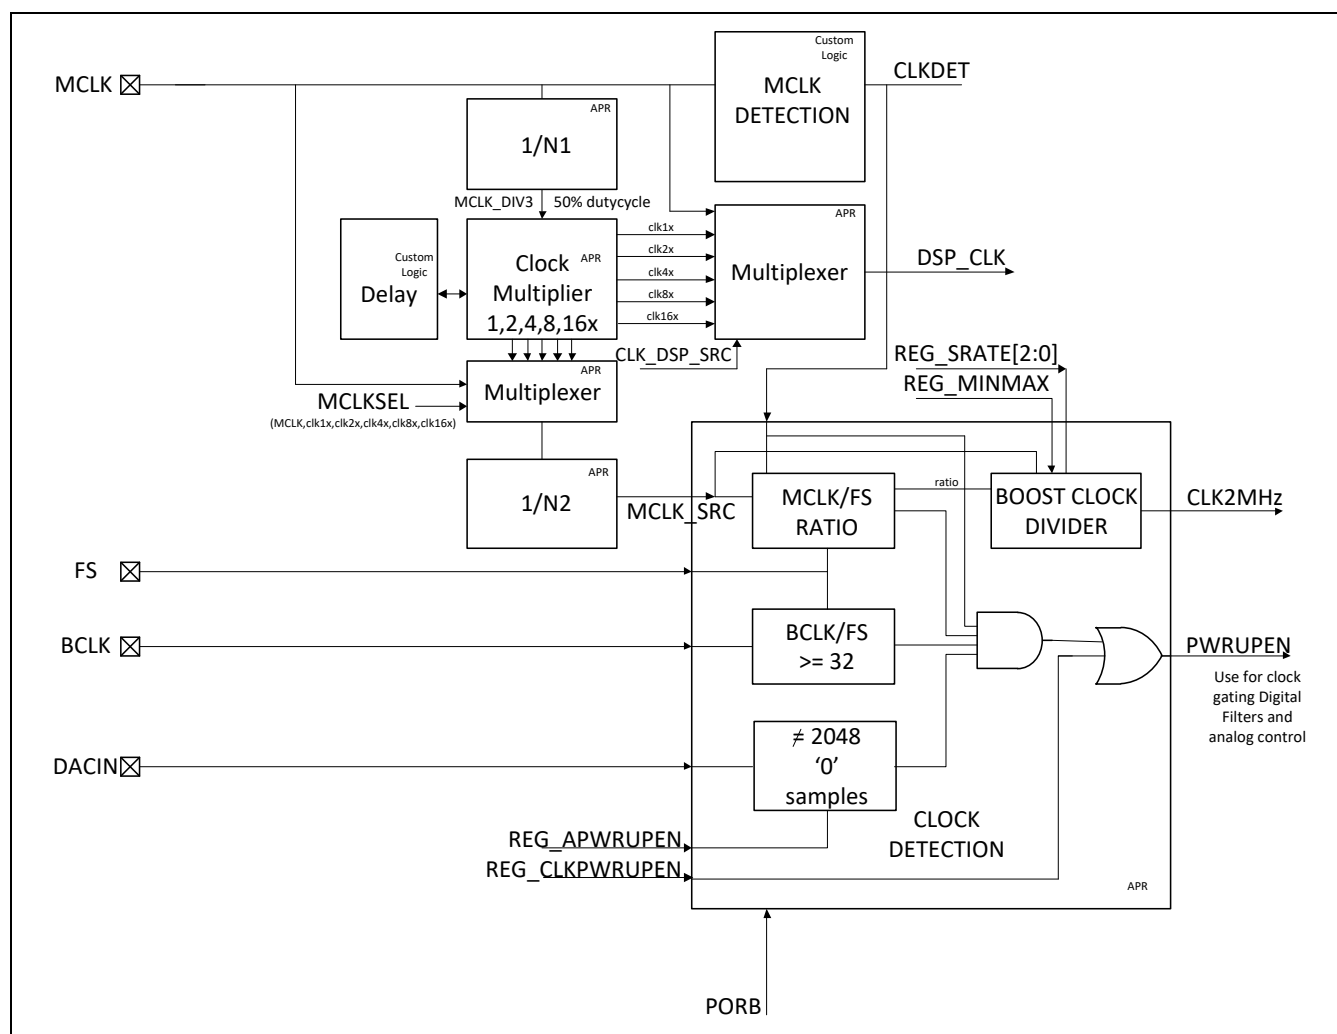 Custom
Logic
MCLK
MCLK
DETECTION
CLKDET
APR
1/N1
MCLK_DIV3
50% dutycycle
APR
Custom
Logic
Delay
Clock
APR
Multiplier
1,2,4,8,16x
clk1x
clk2x
clk4x
clk8x
clk16x
Multiplexer
DSP_CLK
CLK_DSP_SRC
APR
Multiplexer
MCLKSEL
(MCLK,clk1x,clk2x,clk4x,clk8x,clk16x)
REG_SRATE[2:0]
REG_MINMAX
APR
1/N2
MCLK_SRC
MCLK/FS
RATIO
ratio
BOOST CLOCK
DIVIDER
CLK2MHz
FS
BCLK
BCLK/FS
>= 32
PWRUPEN
Use for clock
gating Digital
Filters and
analog control
DACIN
≠ 2048
‘0’
samples
CLOCK
DETECTION
REG_APWRUPEN
REG_CLKPWRUPEN
APR
PORB